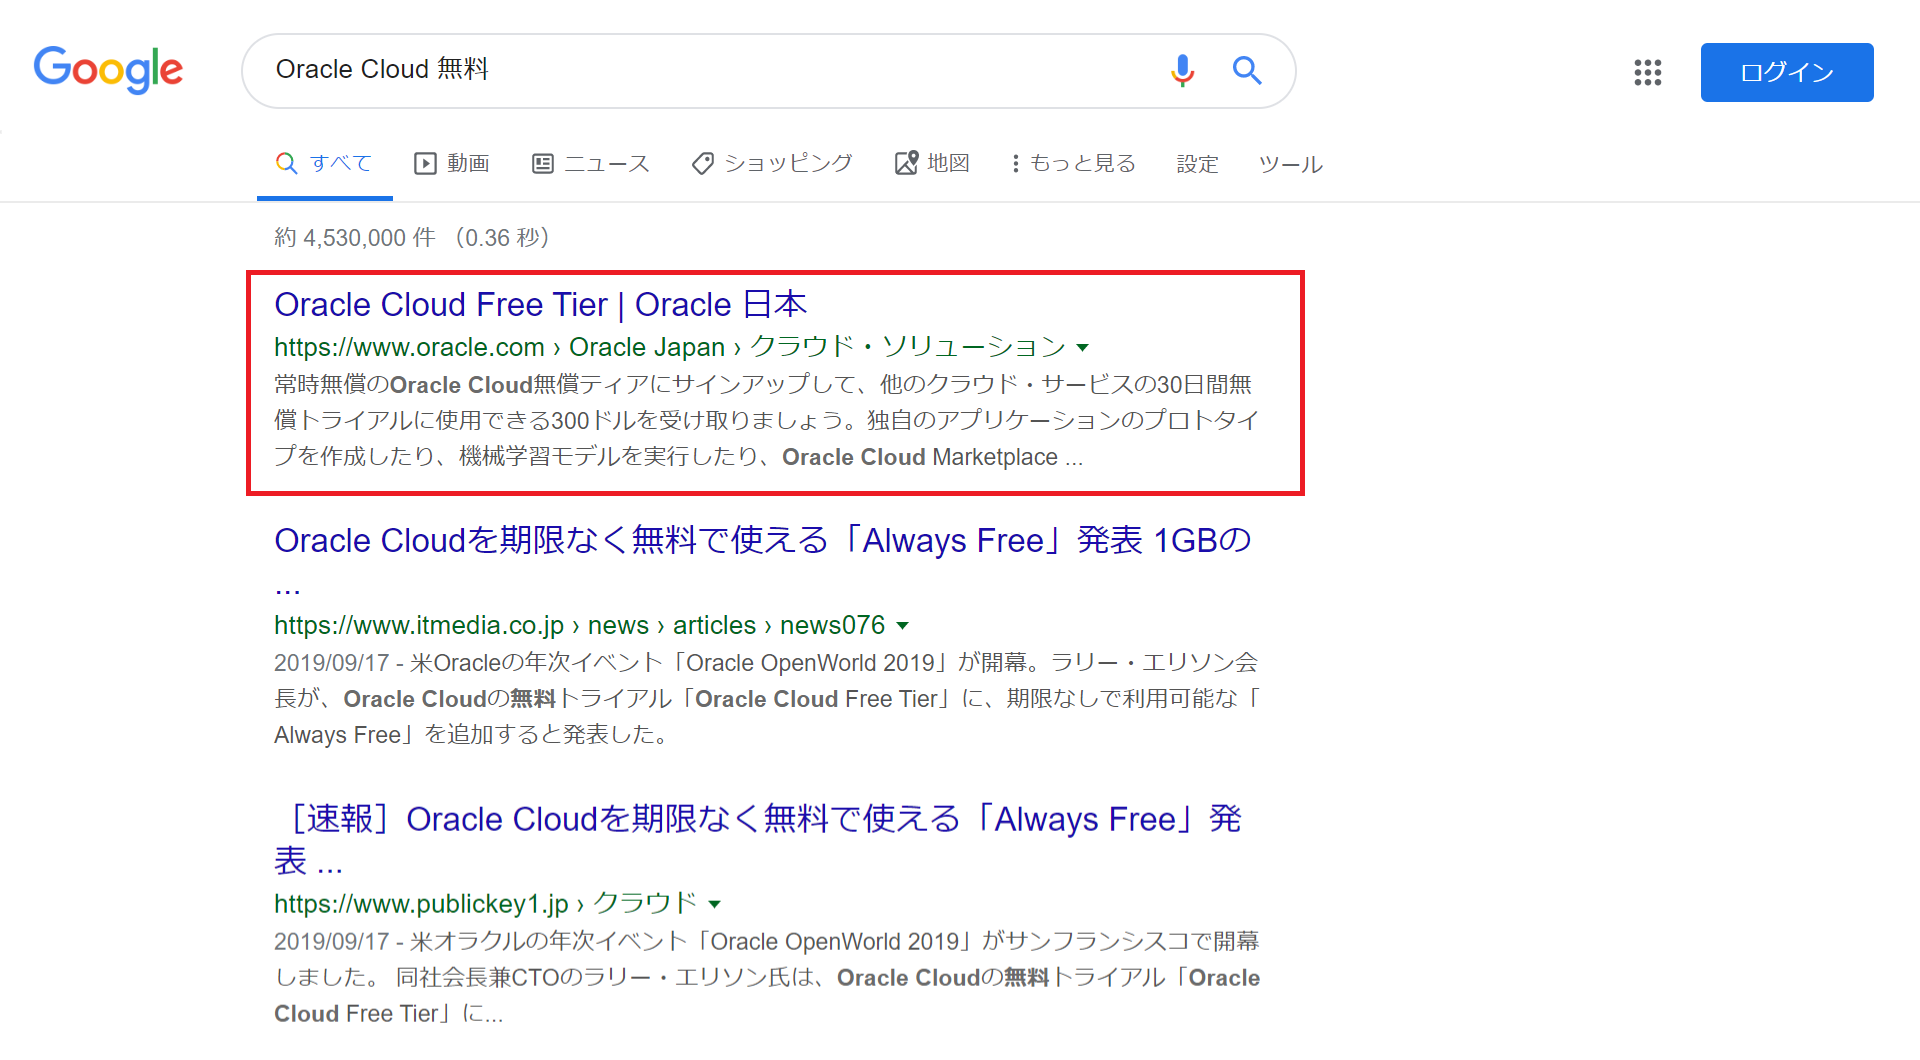 Google
Oracle Cloud 無料
ログイン
すべて 動画 ニュース ショッピング 地図 もっと見る 設定 ツール
約 4,530,000 件 （0.36 秒）
Oracle Cloud Free Tier | Oracle 日本
https://www.oracle.com › Oracle Japan › クラウド・ソリューション
常時無償のOracle Cloud無償ティアにサインアップして、他のクラウド・サービスの30日間無
償トライアルに使用できる300ドルを受け取りましょう。独自のアプリケーションのプロトタイ
プを作成したり、機械学習モデルを実行したり、Oracle Cloud Marketplace ...
Oracle Cloudを期限なく無料で使える「Always Free」発表 1GBの
...
https://www.itmedia.co.jp › news › articles › news076
2019/09/17 - 米Oracleの年次イベント「Oracle OpenWorld 2019」が開幕。ラリー・エリソン会
長が、Oracle Cloudの無料トライアル「Oracle Cloud Free Tier」に、期限なしで利用可能な「
Always Free」を追加すると発表した。
［速報］Oracle Cloudを期限なく無料で使える「Always Free」発
表 ...
https://www.publickey1.jp › クラウド
2019/09/17 - 米オラクルの年次イベント「Oracle OpenWorld 2019」がサンフランシスコで開幕
しました。 同社会長兼CTOのラリー・エリソン氏は、Oracle Cloudの無料トライアル「Oracle
Cloud Free Tier」に...